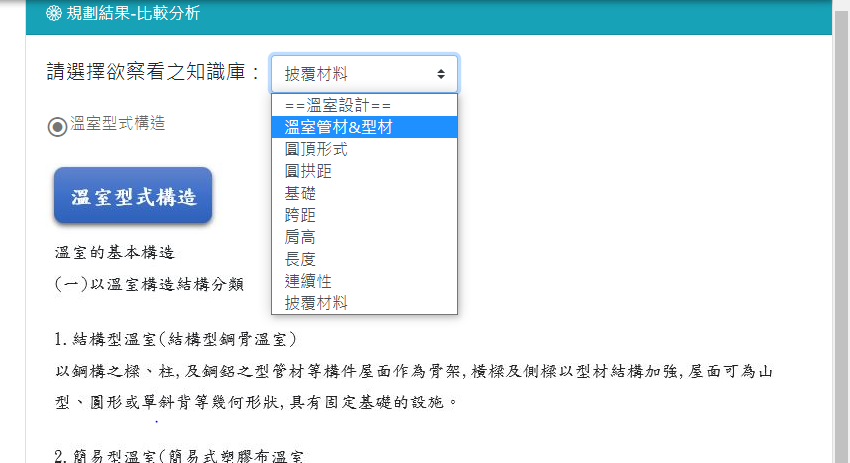 規劃結果-比較分析
請選擇欲察看之知識庫：
披覆材料
==溫室設計==
溫室管材&型材
圓頂形式
圓拱距
基礎
跨距
肩高
長度
連續性
披覆材料
溫室型式構造
溫室型式構造
溫室的基本構造
(一)以溫室構造結構分類
1.結構型溫室(結構型鋼骨溫室)
以鋼構之樑、柱,及鋼鋁之型管材等構件屋面作為骨架,橫樑及側樑以型材結構加強,屋面可為山
型、圓形或單斜背等幾何形狀,具有固定基礎的設施。
2.簡易型溫室(簡易式塑膠布溫室